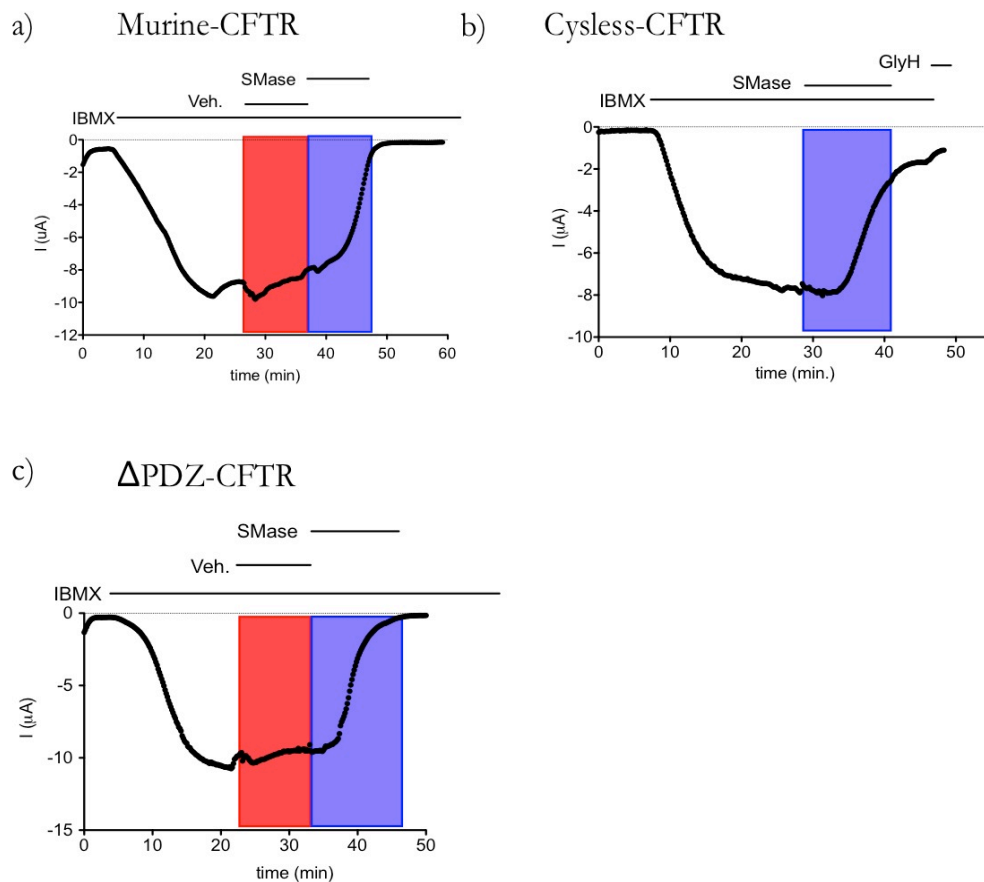 a) Murine-CFTR
SMase
Veh.
IBMX
0
-2
-4
-6
-8
-10
-12
I (uA)
0 10 20 30 40 50 60
time (min)
b) Cysless-CFTR
GlyH
SMase
IBMX
0
-2
-4
-6
-8
-10
I (µA)
0 10 20 30 40 50
time (min.)
c) ΔPDZ-CFTR
SMase
Veh.
IBMX
0
-5
-10
-15
I (µA)
0 10 20 30 40 50
time (min)